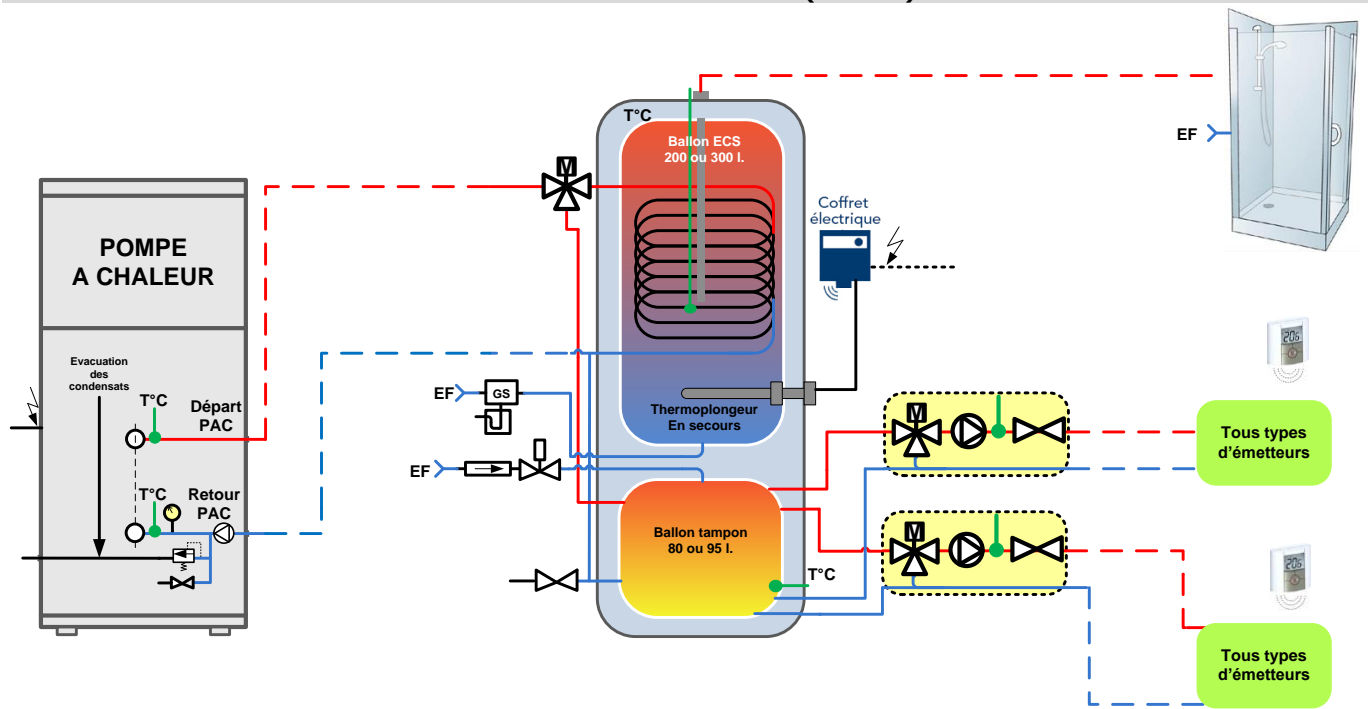 T°C
Ballon ECS
200 ou 300 l.
EF
M
Coffret
électrique
POMPE
A CHALEUR
Evacuation
des
condensats
T°C
Départ
PAC
EF
GS
Thermoplongeur
En secours
M
Tous types
d'émetteurs
EF
T°C
Retour
PAC
Ballon tampon
80 ou 95 l.
M
T°C
Tous types
d'émetteurs